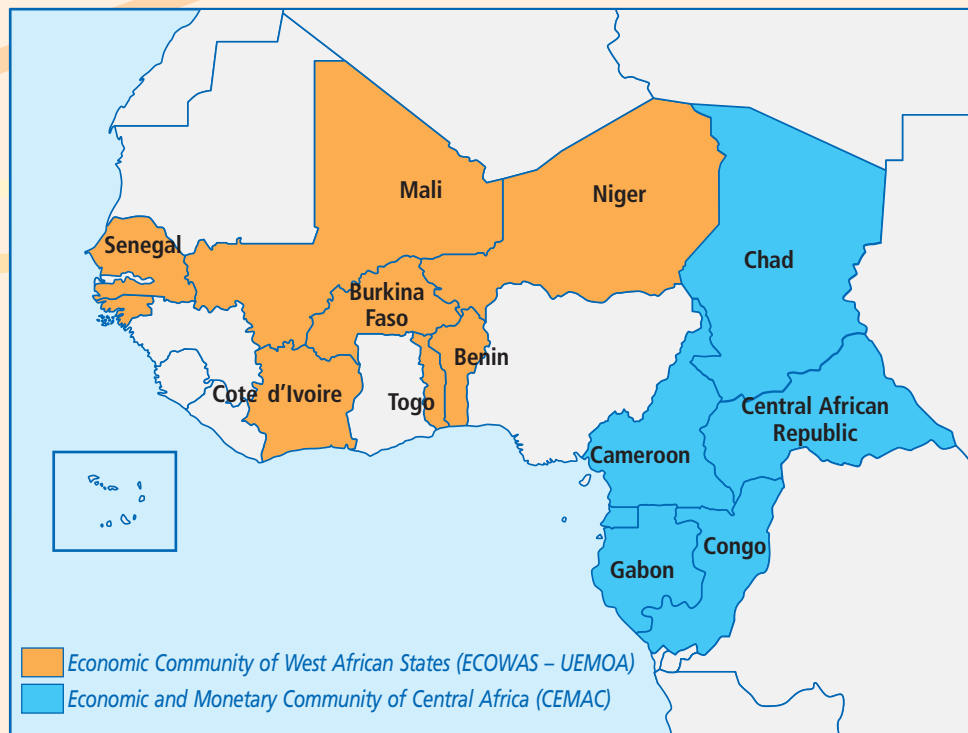 Mali
Niger
Senegal
Chad
Burkina
Faso
Benin
Cote d'Ivoire
Togo
Central African
Republic
Cameroon
Congo
Gabon
Economic Community of West African States (ECOWAS – UEMOA)
Economic and Monetary Community of Central Africa (CEMAC)